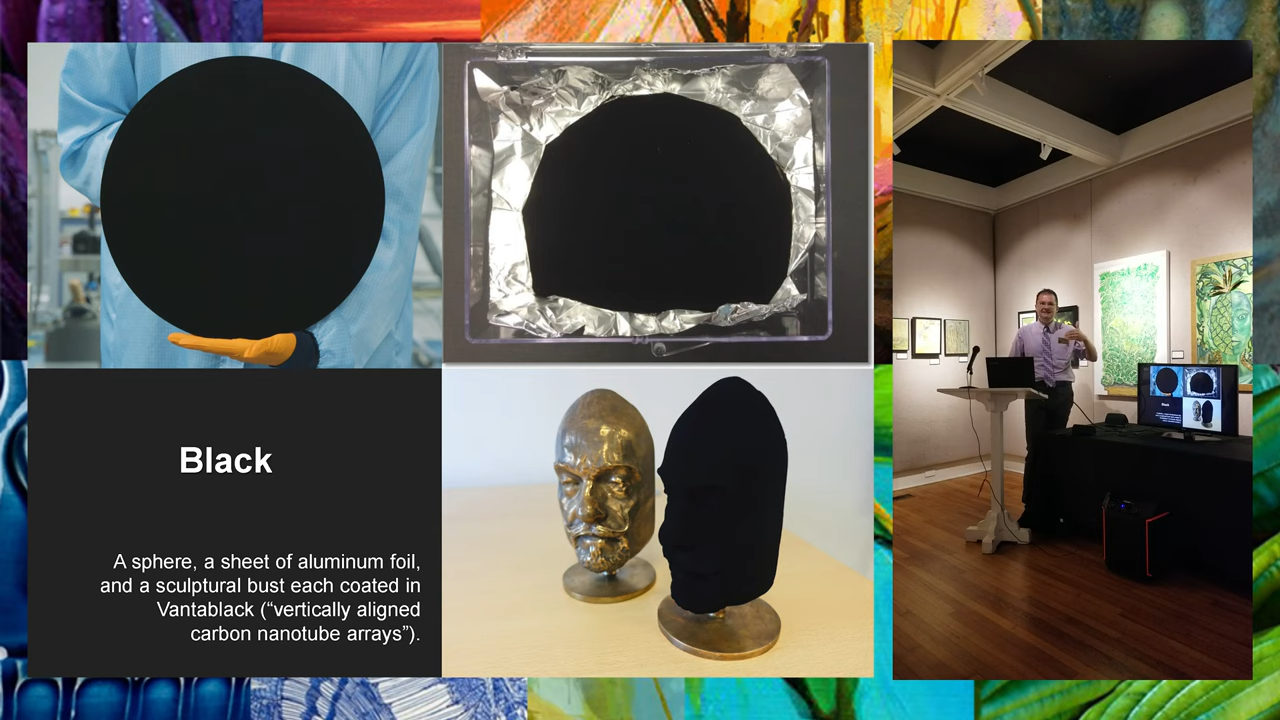 Black
A sphere, a sheet of aluminum foil,
and a sculptural bust each coated in
Vantablack (“vertically aligned
carbon nanotube arrays”).